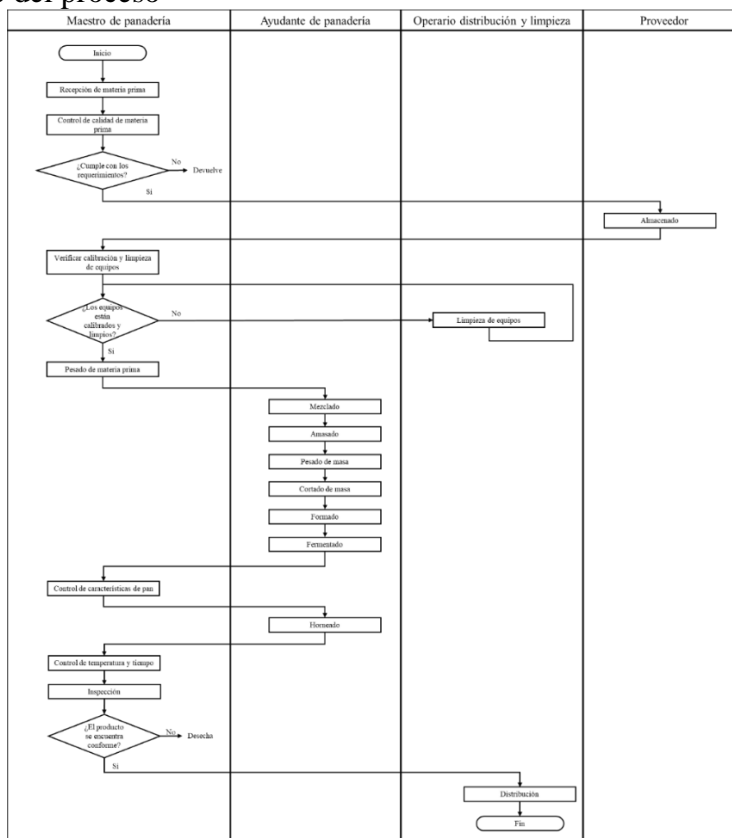 del proceso
Maestro de panadería
Ayudante de panadería
Operario distribución y limpieza
Proveedor
Inicio
Recepción de materia prima
Control de calidad de materia
prima
¿Cumple con los
requerimientos?
No
Devuelve
Si
Almacenado
Verificar calibración y limpieza
de equipos
¿Los equipos
están
calibrados y
limpios?
No
Limpieza de equipos
Si
Pesado de materia prima
Mezclado
Amasado
Pesado de masa
Cortado de masa
Formado
Fermentado
Control de características de pan
Horneado
Control de temperatura y tiempo
Inspección
¿El producto
se encuentra
conforme?
No
Desecha
Si
Distribución
Fin